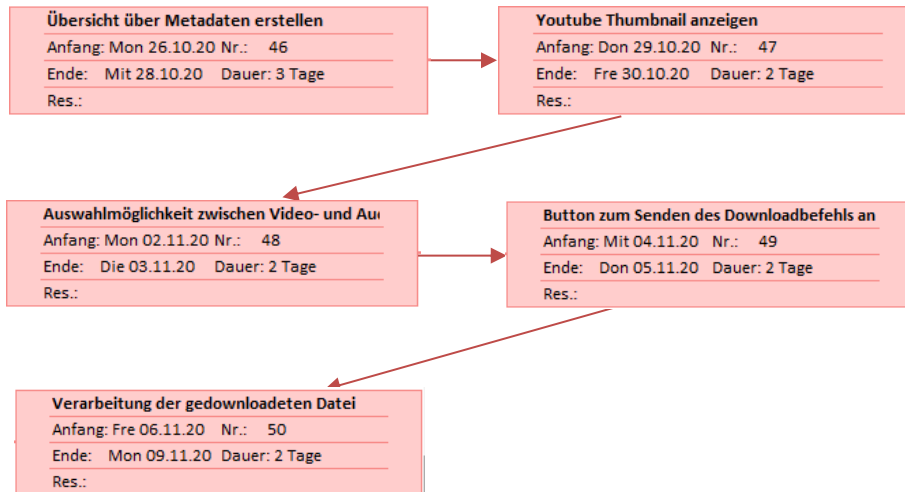 Übersicht über Metadaten erstellen
Anfang: Mon 26.10.20 Nr.: 46
Ende: Mit 28.10.20 Dauer: 3 Tage
Res.:
Youtube Thumbnail anzeigen
Anfang: Don 29.10.20 Nr.: 47
Ende: Fre 30.10.20 Dauer: 2 Tage
Res.:
Auswahlmöglichkeit zwischen Video- und
Anfang: Mon 02.11.20 Nr.: 48
Ende: Die 03.11.20 Dauer: 2 Tage
Res.:
Button zum Senden des Downloadbefehls an
Anfang: Mit 04.11.20 Nr.: 49
Ende: Don 05.11.20 Dauer: 2 Tage
Res.:
Verarbeitung der gedownloadeten Datei
Anfang: Fre 06.11.20 Nr.: 50
Ende: Mon 09.11.20 Dauer: 2 Tage
Res.: